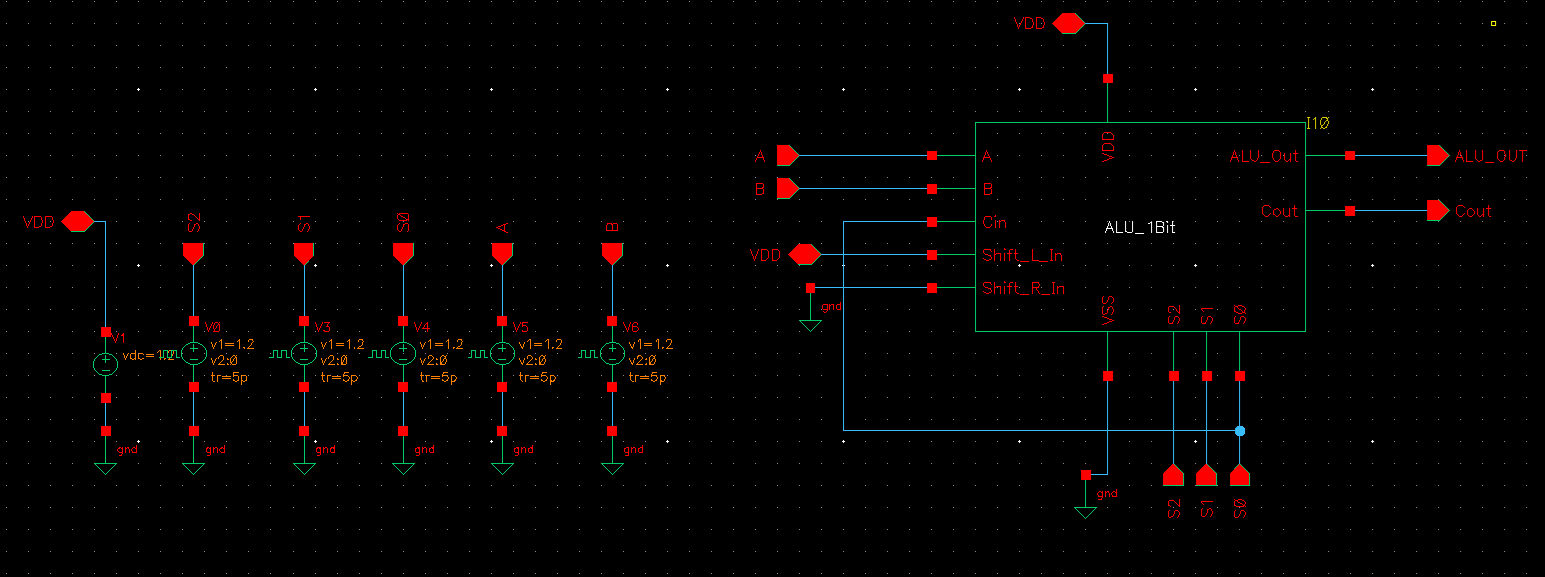 VDD
S2
S1
S0
A
B
V1
vdc=1.2
gnd
V0
v1=1.2
v2:0
tr=5p
gnd
V3
v1=1.2
v2:0
tr=5p
gnd
V4
v1=1.2
v2:0
tr=5p
gnd
V5
v1=1.2
v2:0
tr=5p
gnd
V6
v1=1.2
v2:0
tr=5p
gnd
VDD
I10
A
B
VDD
gnd
A
B
Cin
Shift_L_In
Shift_R_In
VDD
ALU_1Bit
ALU_Out
Cout
ALU_OUT
Cout
VSS
S2
S1
S0
gnd
S2
S1
S0